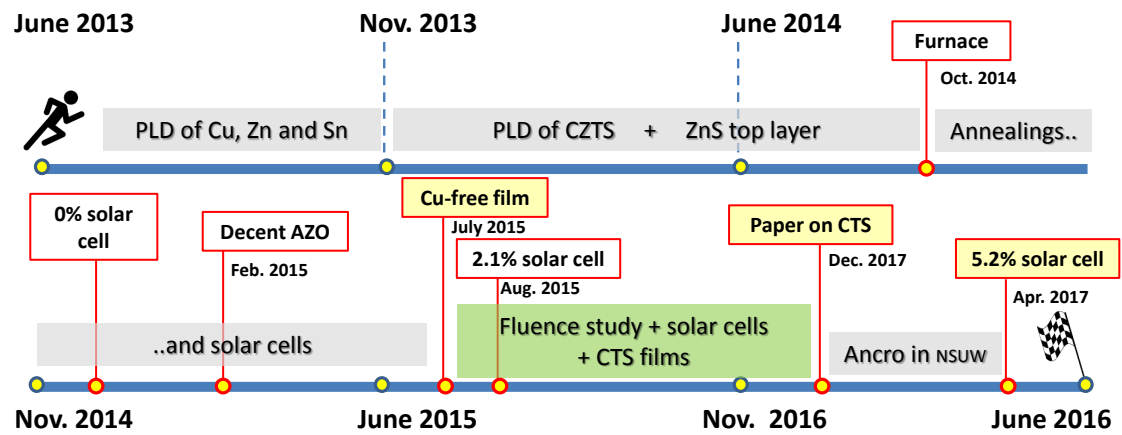 June 2013
Nov. 2013
June 2014
Furnace
Oct. 2014
PLD of Cu, Zn and Sn
PLD of CZTS + ZnS top layer
Annealings..
0% solar
cell
Decent AZO
Feb. 2015
Cu-free film
July 2015
2.1% solar cell
Aug. 2015
Paper on CTS
Dec. 2017
5.2% solar cell
Apr. 2017
..and solar cells
Fluence study + solar cells
+ CTS films
Ancro in NSUW
Nov. 2014
June 2015
Nov. 2016
June 2016